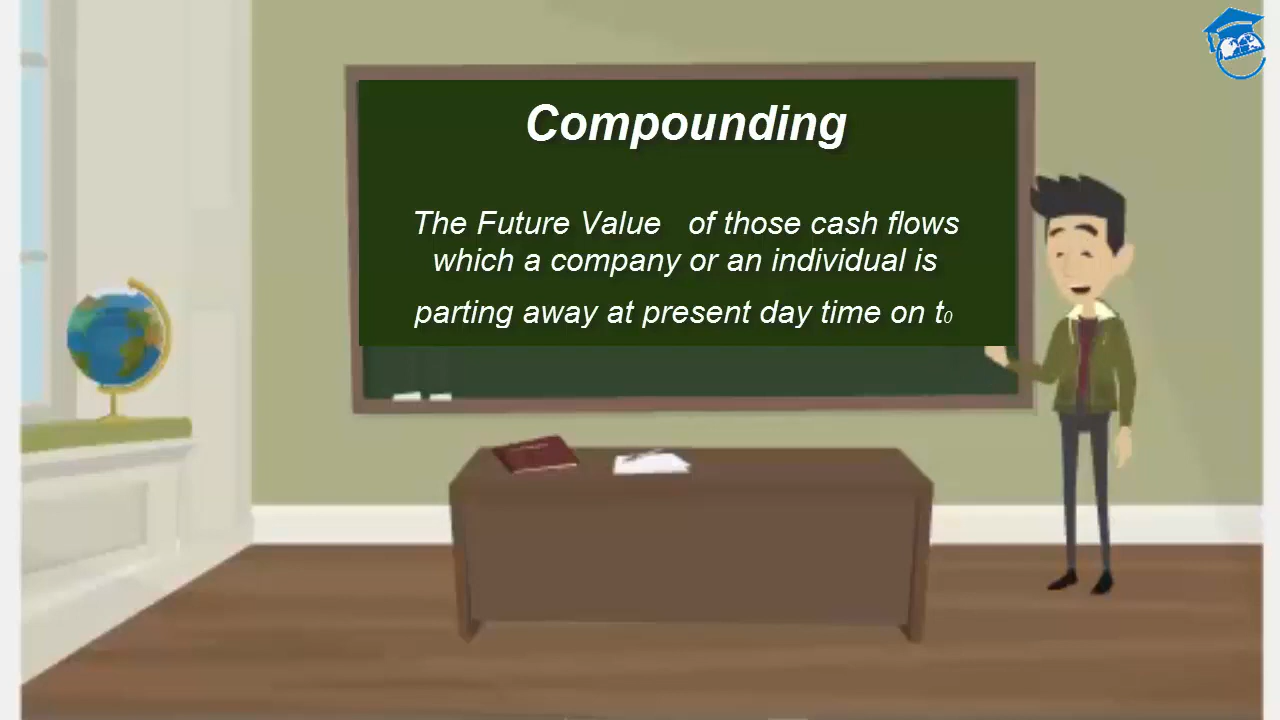 Compounding
The Future Value of those cash flows
which a company or an individual is
parting away at present day time on t₀